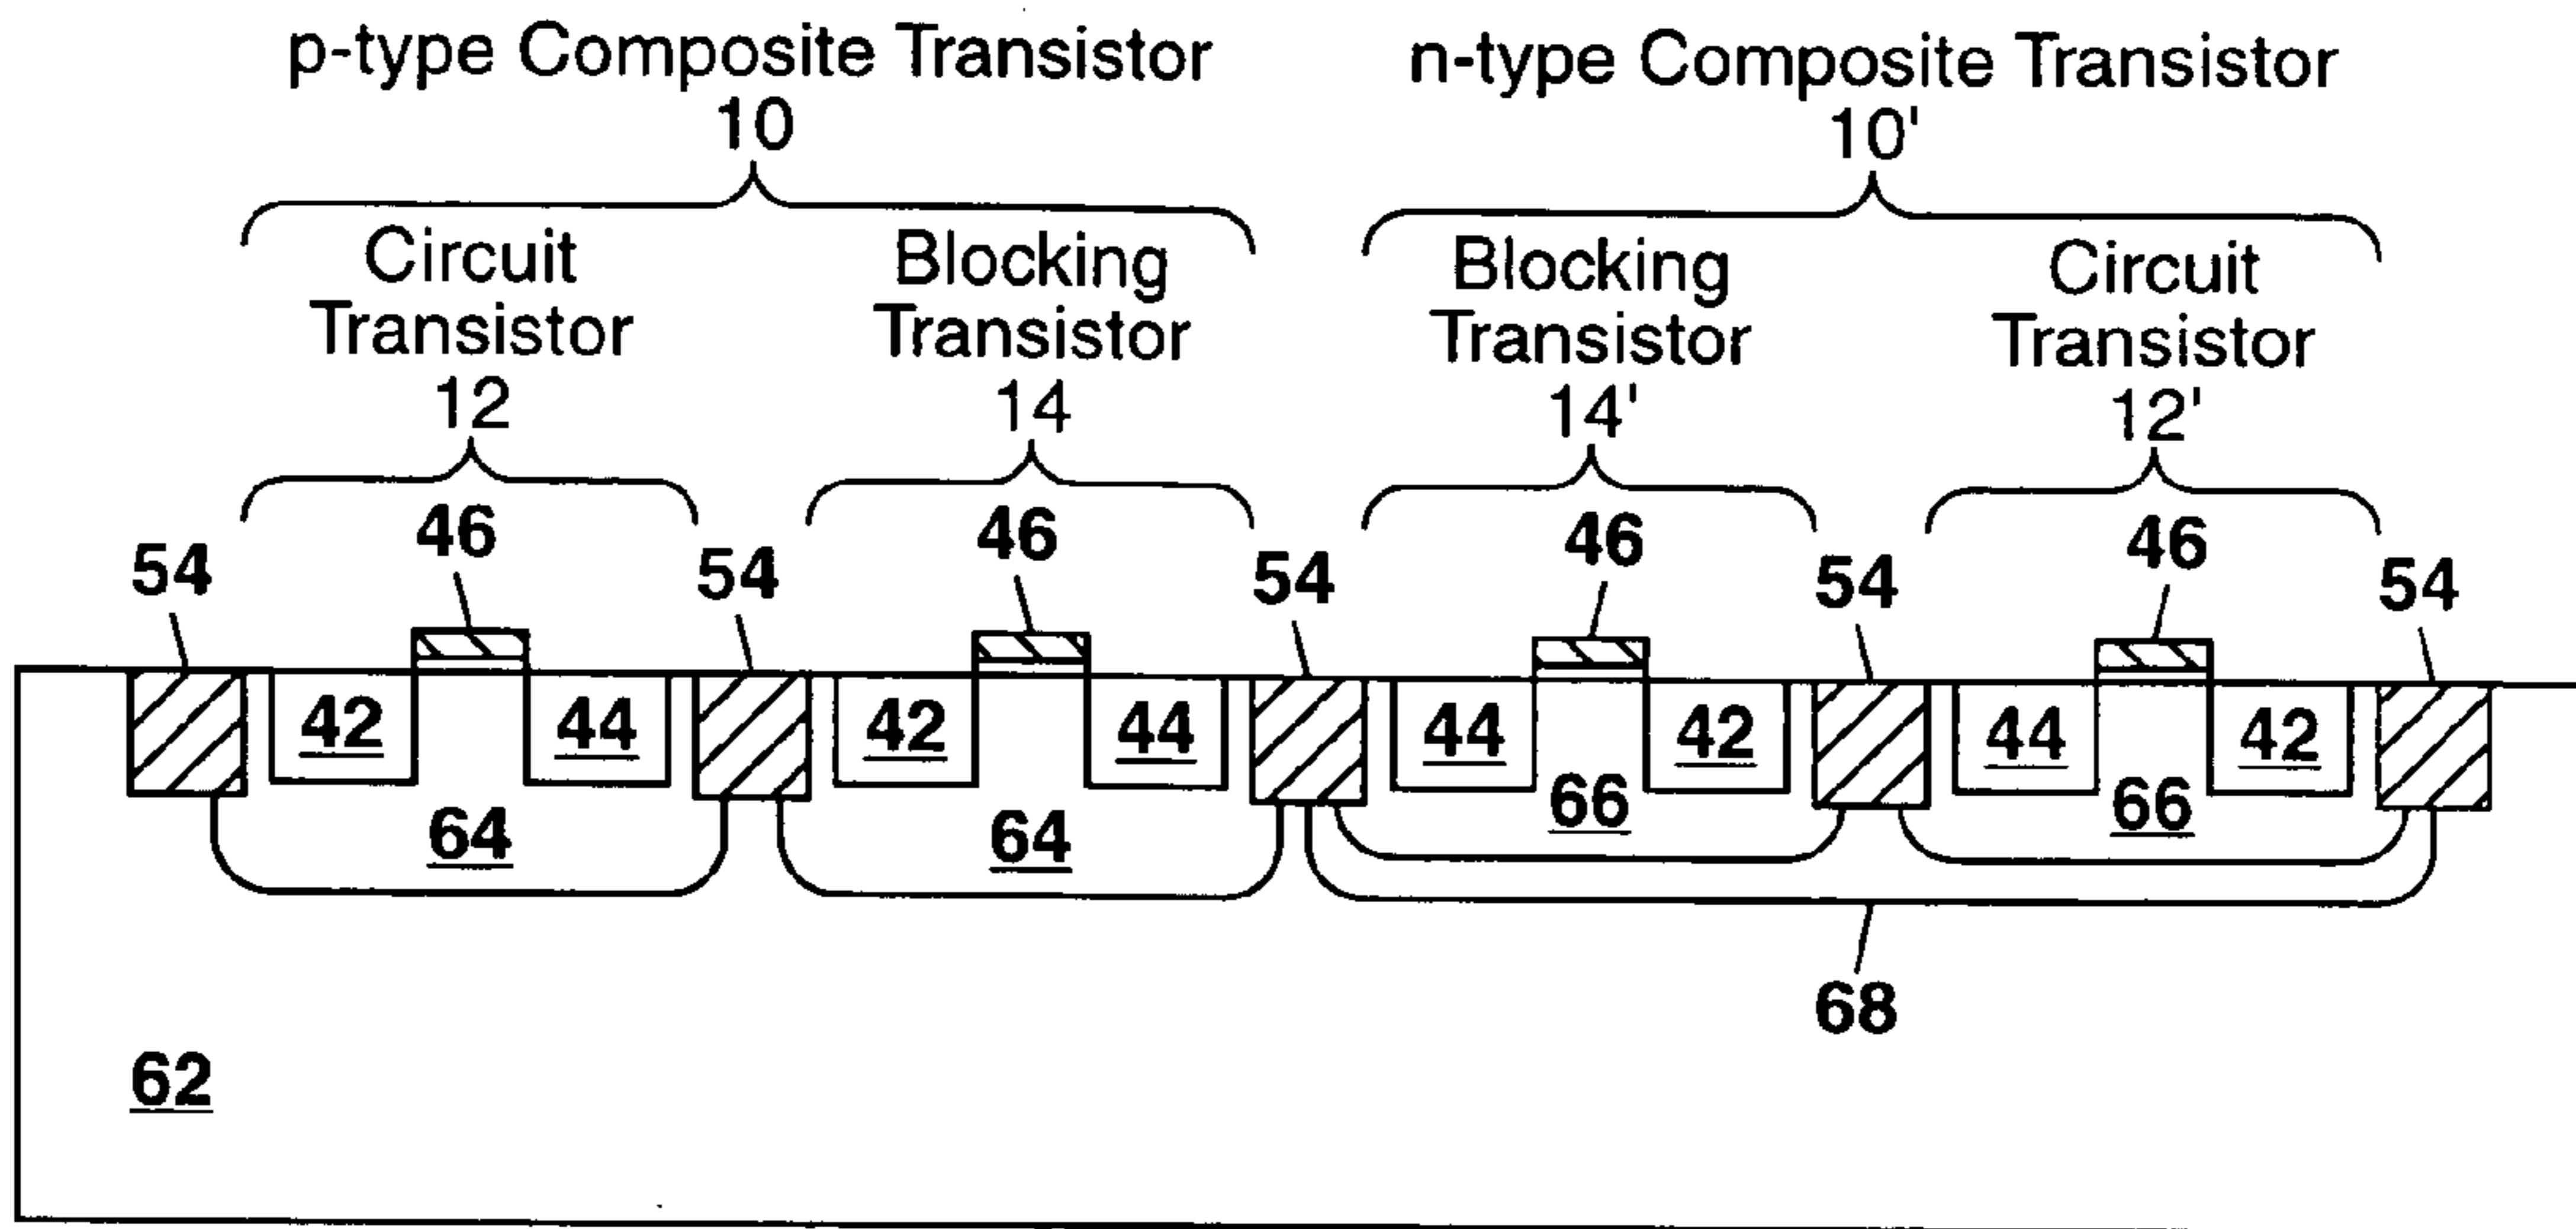 p-type Composite Transistor
10
n-type Composite Transistor
10'
Circuit
Transistor
12
Blocking
Transistor
14
Blocking
Transistor
14'
Circuit
Transistor
12'
54
46
54
46
54
46
54
46
54
42
44
42
44
44
42
44
42
64
64
66
66
68
62